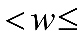 < w ≤